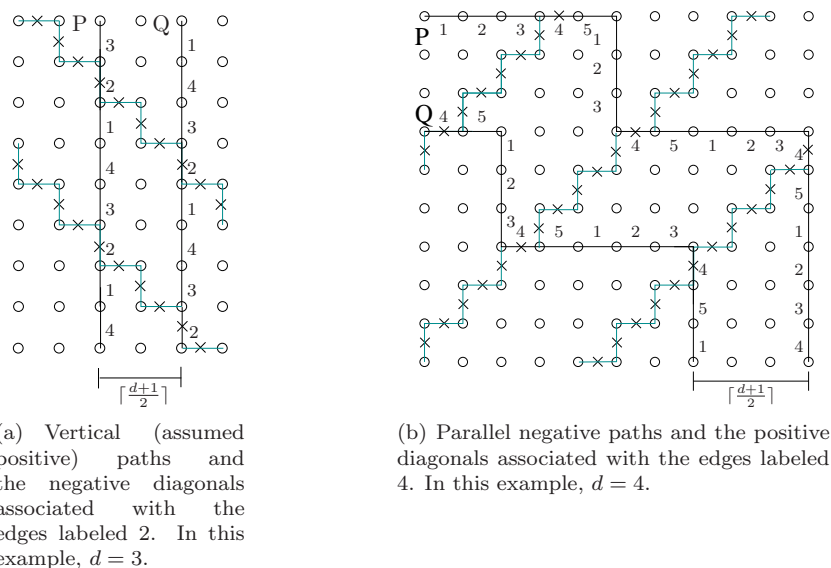 P Q
3 1
2 4
1 3
4 2
3 1
2 4
1 3
4 2
⌈d+1/2⌉
a) Vertical (assumed
positive) paths and
the negative diagonals
associated with the
edges labeled 2. In this
example, d = 3.
1 2 3 4 5
P 1
2
3
Q 4 5
1 4 5 1 2 3
4
2 5
3
4 5 1 2 3 1
4 2
5 3
1 4
⌈d+1/2⌉
(b) Parallel negative paths and the positive
diagonals associated with the edges labeled
4. In this example, d = 4.